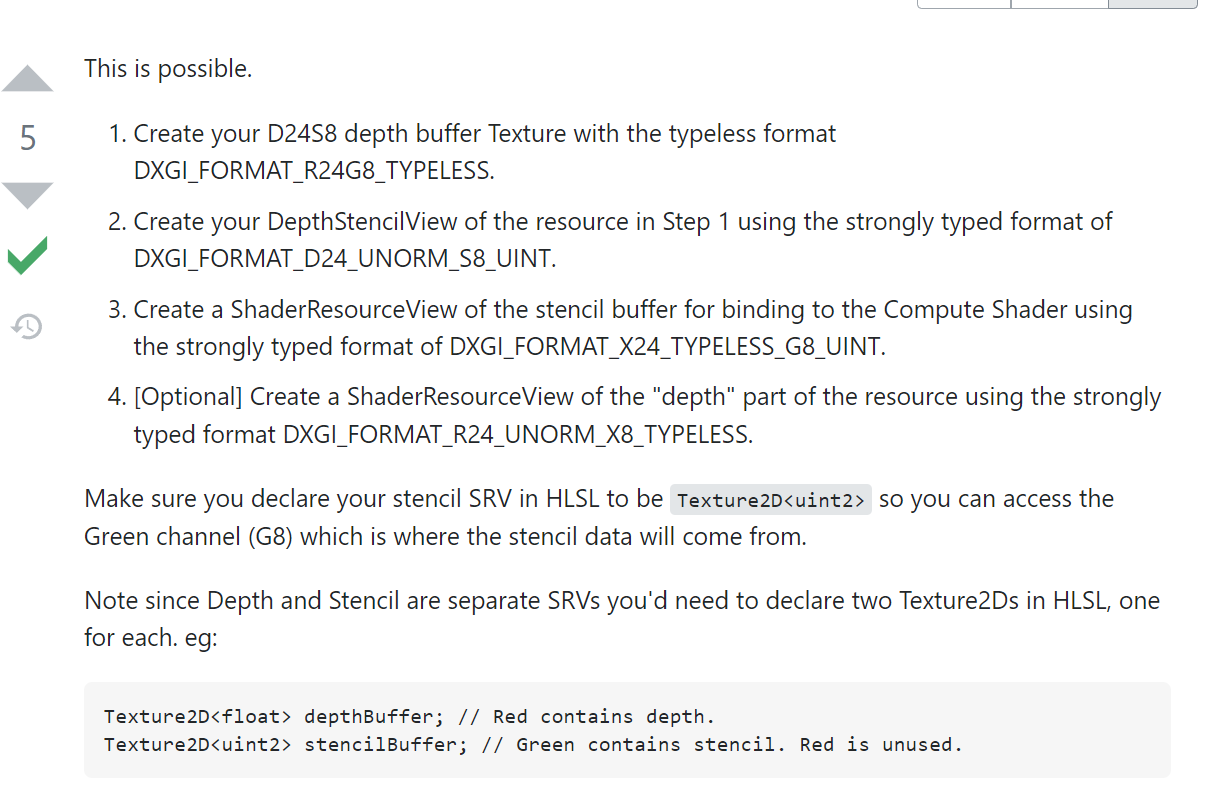 This is possible.
5
1. Create your D24S8 depth buffer Texture with the typeless format
DXGI_FORMAT_R24G8_TYPELESS.
2. Create your DepthStencilView of the resource in Step 1 using the strongly typed format of
DXGI_FORMAT_D24_UNORM_S8_UINT.
3. Create a ShaderResourceView of the stencil buffer for binding to the Compute Shader using
the strongly typed format of DXGI_FORMAT_X24_TYPELESS_G8_UINT.
4. [Optional] Create a ShaderResourceView of the "depth" part of the resource using the strongly
typed format DXGI_FORMAT_R24_UNORM_X8_TYPELESS.
Make sure you declare your stencil SRV in HLSL to be Texture2D<uint2> so you can access the
Green channel (G8) which is where the stencil data will come from.
Note since Depth and Stencil are separate SRVs you'd need to declare two Texture2Ds in HLSL, one
for each. eg:
Texture2D<float> depthBuffer; // Red contains depth.
Texture2D<uint2> stencilBuffer; // Green contains stencil. Red is unused.